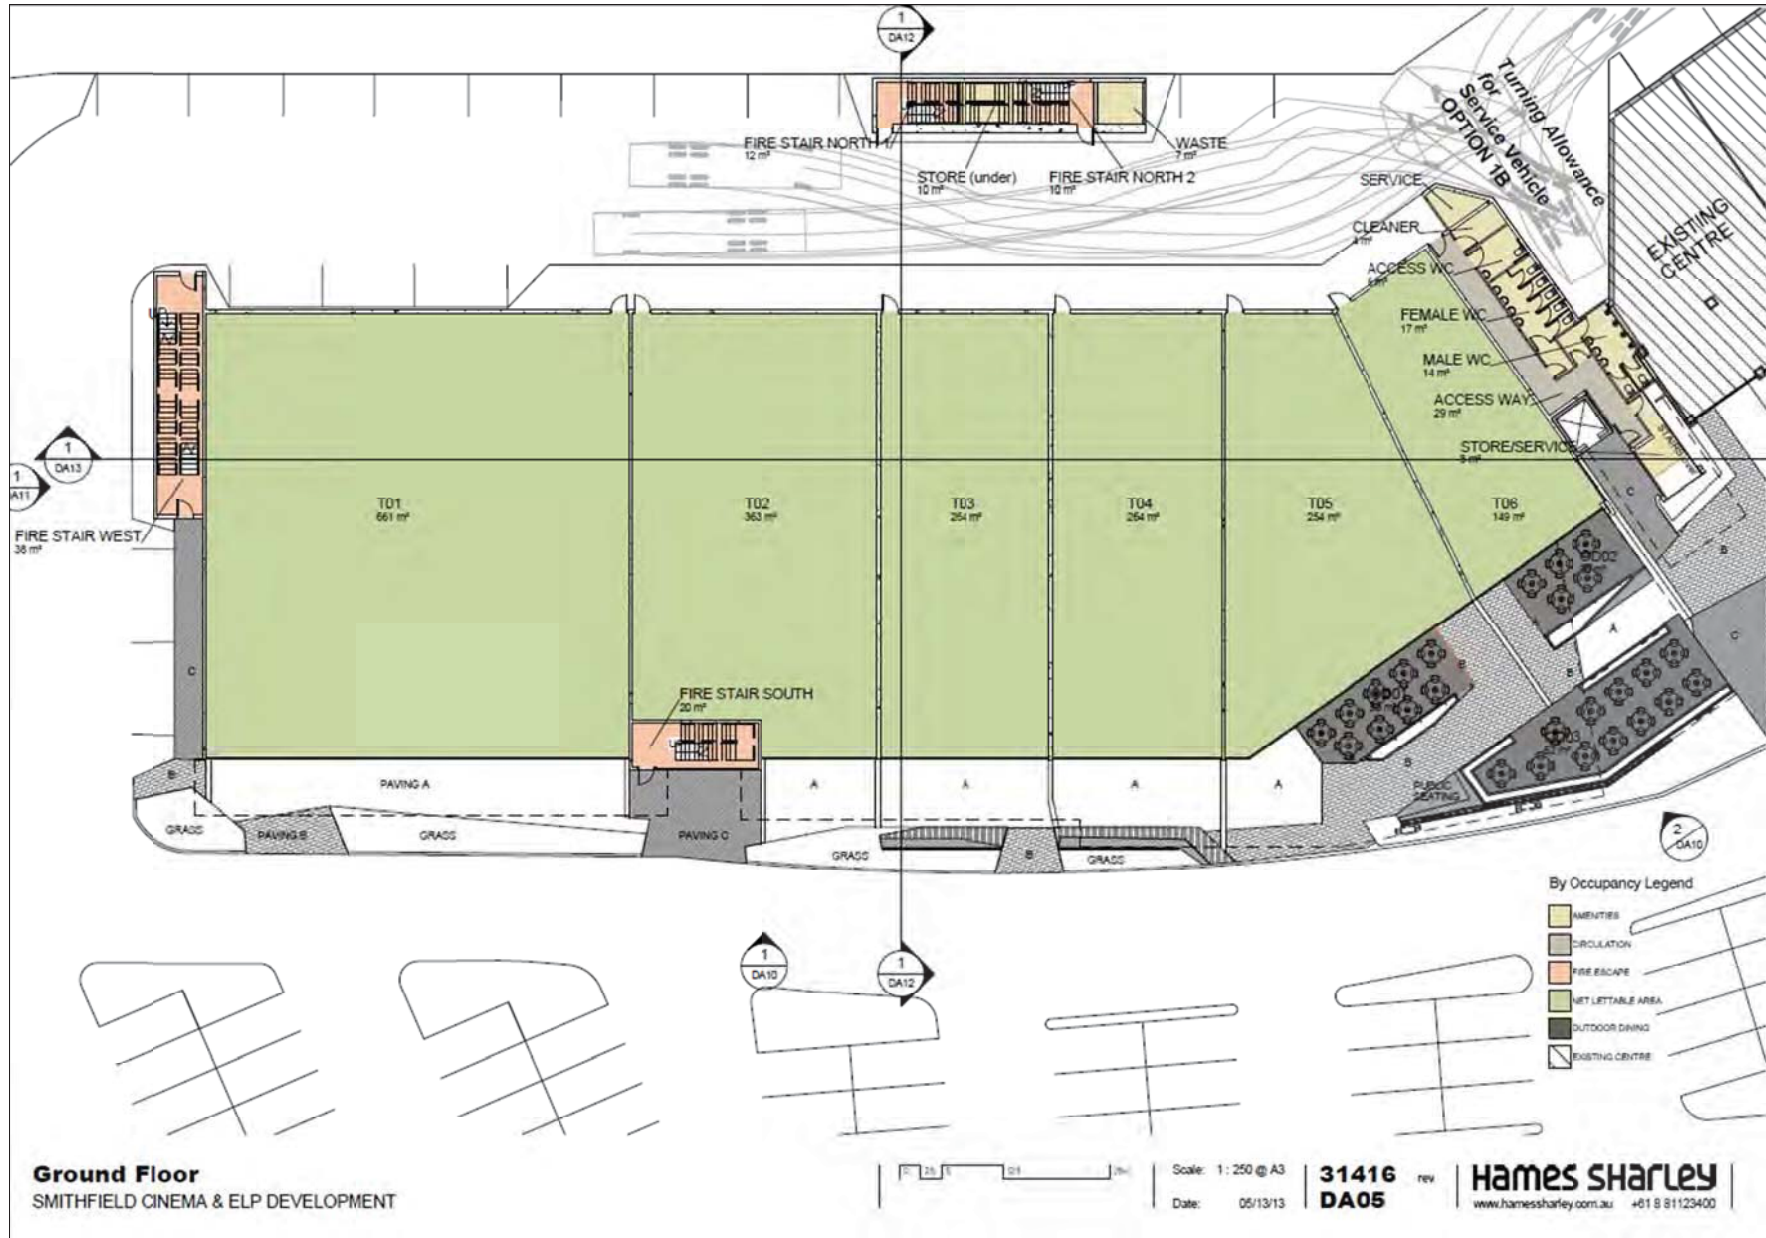 1
DA12
Turning Allowance
for
Service Vehicle
OPTION 1B
FIRE STAIR NORTH 1
12 m²
STORE (under)
10 m²
FIRE STAIR NORTH 2
10 m²
WASTE
7 m²
SERVICE
EXISTING
CENTRE
CLEANER
4 m²
ACCESS WC
FEMALE WC
17 m²
MALE WC
14 m²
ACCESS WAY
29 m²
STORE/SERVICE
1
DA13
1
DA11
T01
661 m²
T02
363 m²
T03
264 m²
T04
264 m²
T05
254 m²
T06
149 m²
C
B
FIRE STAIR WEST
38 m²
A
C
B
B
C
FIRE STAIR SOUTH
20 m²
B
PAVING A
A
A
A
A
B
PUBLIC
SEATING
GRASS
PAVING B
GRASS
PAVING C
GRASS
B
GRASS
2
DA10
By Occupancy Legend
AMENITIES
CIRCULATION
FIRE ESCAPE
NET LETTABLE AREA
OUTDOOR DINING
EXISTING CENTRE
1
DA10
1
DA12
Ground Floor
SMITHFIELD CINEMA & ELP DEVELOPMENT
Scale: 1 : 250 @ A3
Date: 05/13/13
31416 rev
DA05
HAMES SHARLEY
www.hamessharley.com.au +61 8 81123400